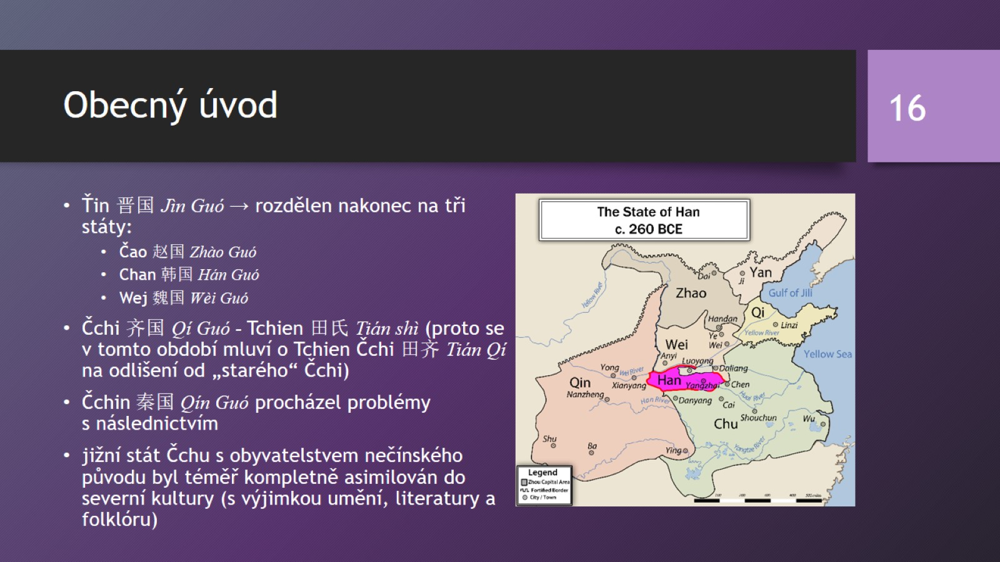 Obecný úvod
16
• Ťin 晋国 Jìn Guó → rozdělen nakonec na tři
státy:
• Čao 赵国 Zhào Guó
• Chan 韩国 Hán Guó
• Wej 魏国 Wèi Guó
• Čchi 齐国 Qí Guó - Tchien 田氏 Tián shì (proto se
v tomto období mluví o Tchien Čchi 田齐 Tián Qí
na odlišení od „starého“ Čchi)
• Čchin 秦国 Qín Guó procházel problémy
s následnictvím
• jižní stát Čchu s obyvatelstvem nečínského
původu byl téměř kompletně asimilován do
severní kultury (s výjimkou umění, literatury a
folklóru)
The State of Han
c. 260 BCE
Dai
Ji
Yan
Zhao
Gulf of Jili
Yellow River
Qi
Handan
Linzi
Ye
Yellow River
Wei
Wei
Anyi
Luoyang
Yellow Sea
Yong
Wei River
Daliang
Qin
Xianyang
Han
Yangzhai
Chen
Nanzheng
Han River
Danyang
Cai
Huai River
Shouchun
Wu
Chu
Shu
Ba
Ying
Yangtze River
Legend
Zhou Capital Area
Fortified Border
City / Town
100
200
400
500 miles